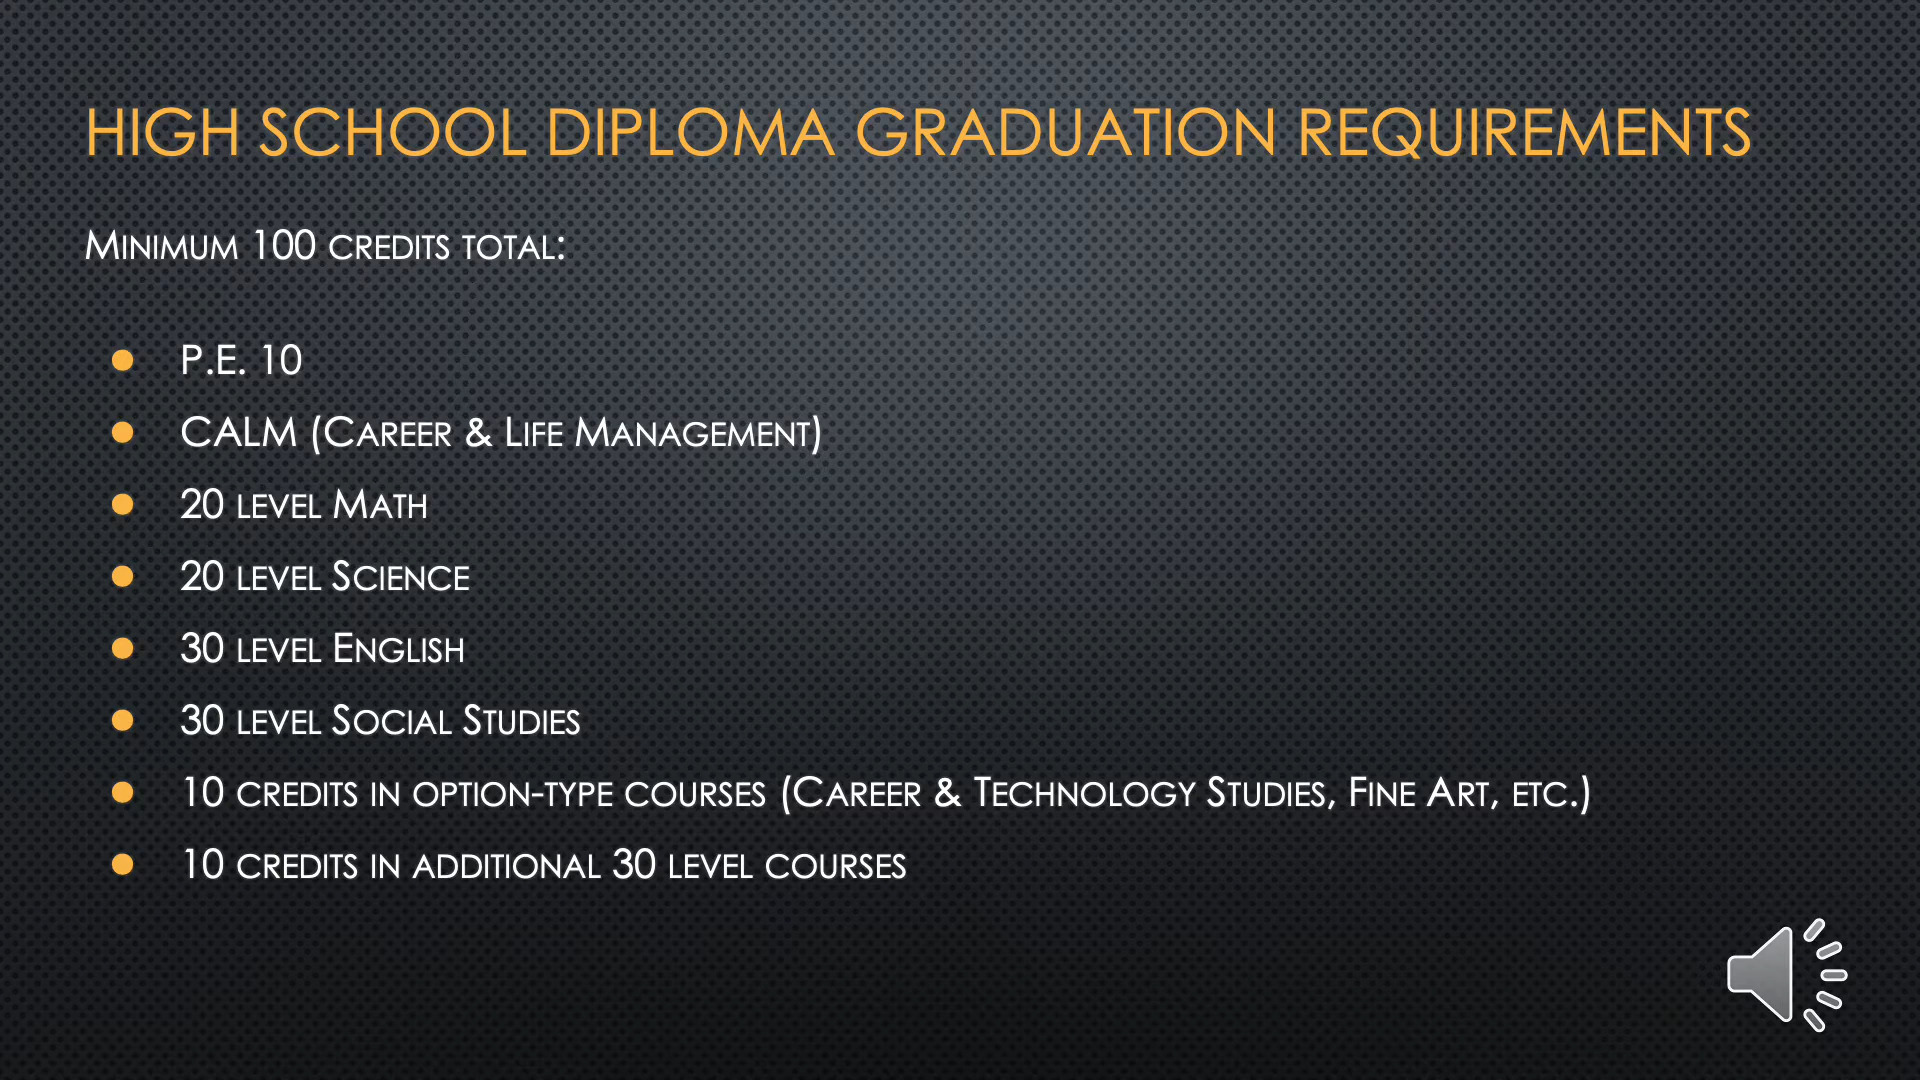 HIGH SCHOOL DIPLOMA GRADUATION REQUIREMENTS
Minimum 100 credits total:
P.E. 10
CALM (Career & Life Management)
20 level Math
20 level Science
30 level English
30 level Social Studies
10 credits in option-type courses (Career & Technology Studies, Fine Art, etc.)
10 credits in additional 30 level courses